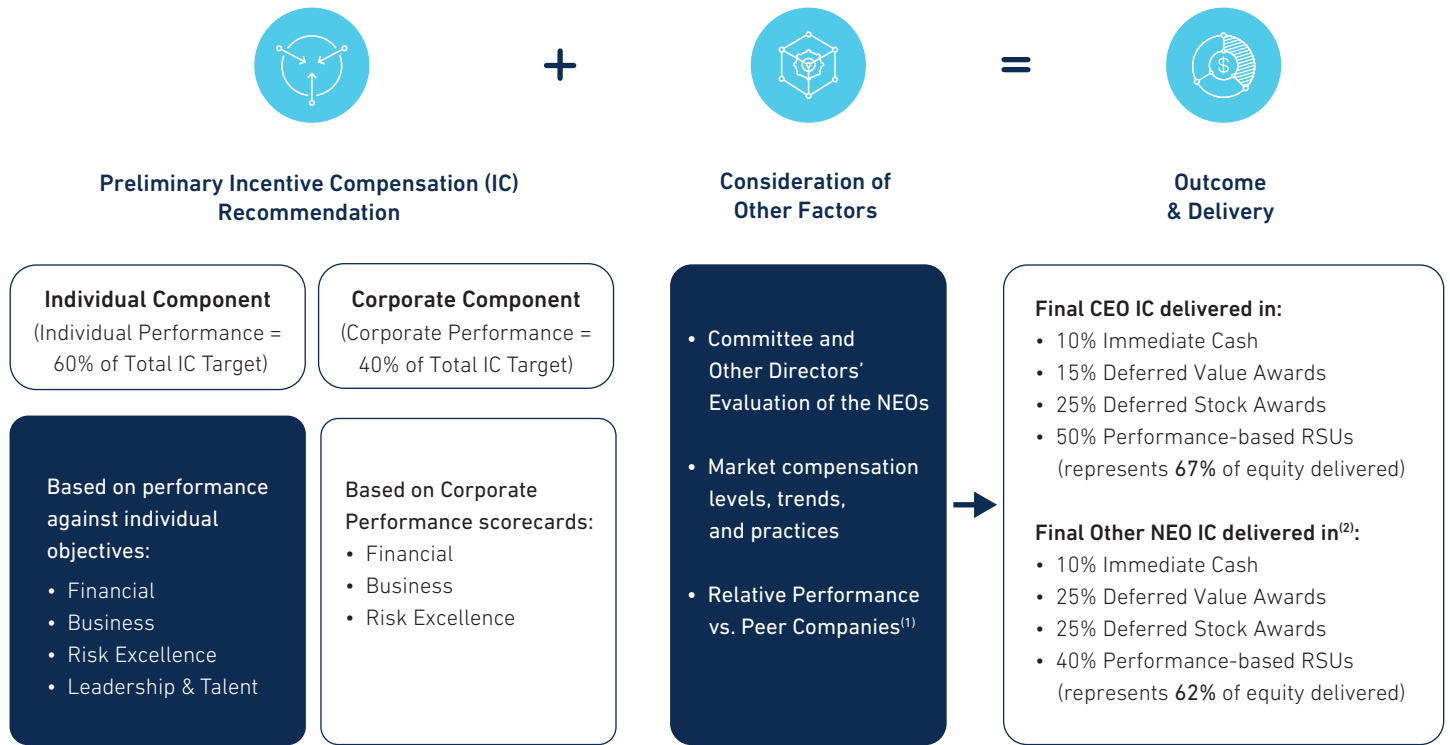 +
=
$
Preliminary Incentive Compensation (IC)
Recommendation
Individual Component
(Individual Performance =
60% of Total IC Target)
Corporate Component
(Corporate Performance =
40% of Total IC Target)
Based on performance
against individual
objectives:
• Financial
• Business
• Risk Excellence
• Leadership & Talent
Based on Corporate
Performance scorecards:
• Financial
• Business
• Risk Excellence
Consideration of
Other Factors
• Committee and
Other Directors’
Evaluation of the NEOs
• Market compensation
levels, trends,
and practices
• Relative Performance
vs. Peer Companies(1)
Outcome
& Delivery
Final CEO IC delivered in:
• 10% Immediate Cash
• 15% Deferred Value Awards
• 25% Deferred Stock Awards
• 50% Performance-based RSUs
(represents 67% of equity delivered)
Final Other NEO IC delivered in(2):
• 10% Immediate Cash
• 25% Deferred Value Awards
• 25% Deferred Stock Awards
• 40% Performance-based RSUs
(represents 62% of equity delivered)